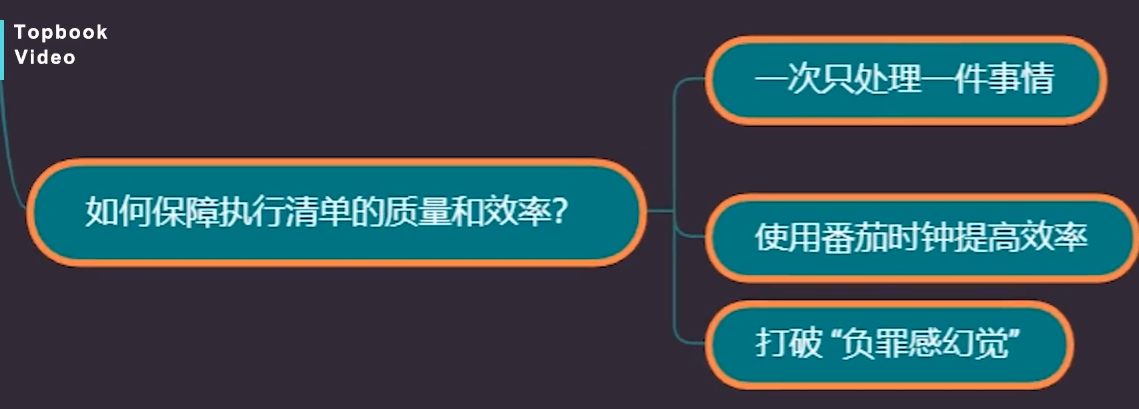 Topbook
Video
一次只处理一件事情
如何保障执行清单的质量和效率？
使用番茄时钟提高效率
打破“负罪感幻觉”